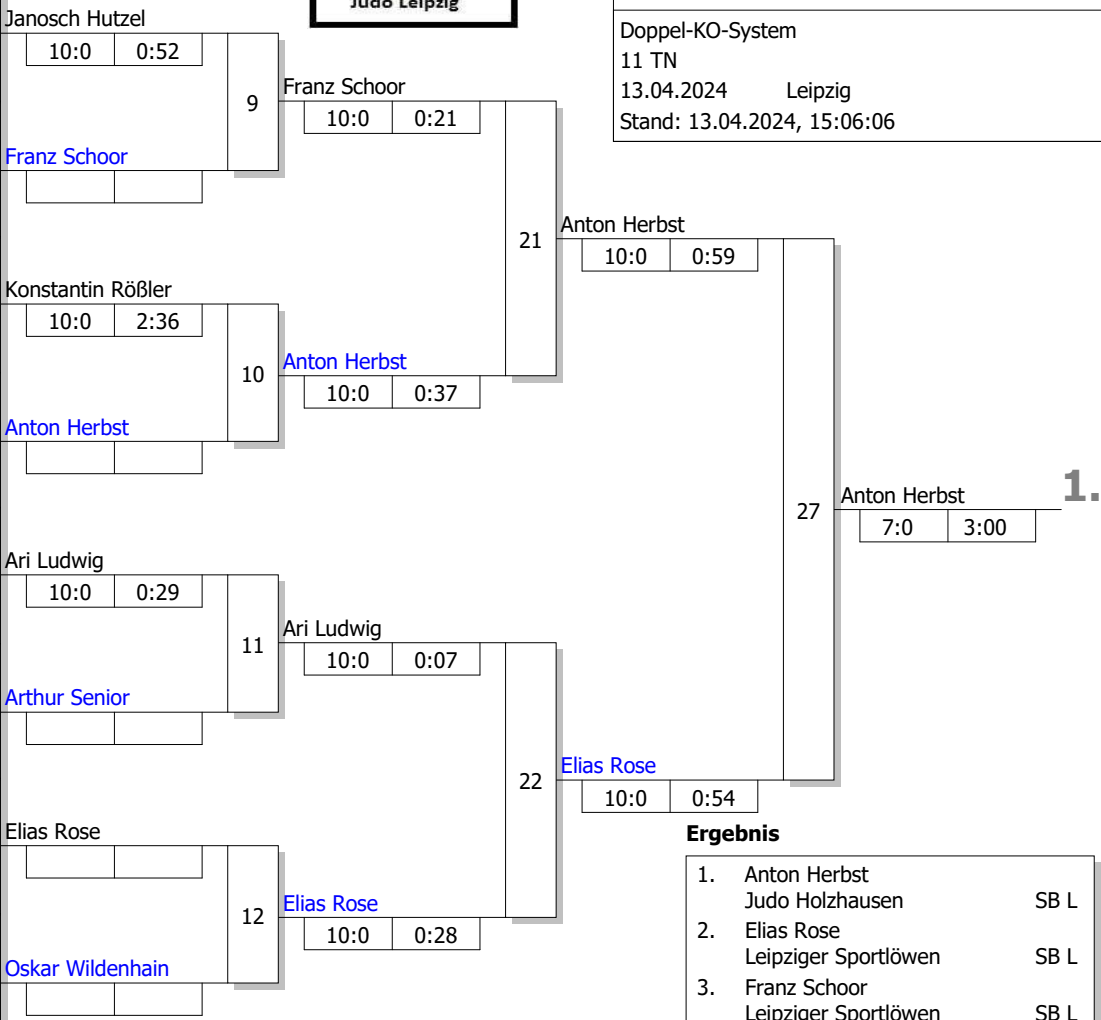 Judo Leipzig
Doppel-KO-System
11 TN
13.04.2024 Leipzig
Stand: 13.04.2024, 15:06:06
Janosch Hutzel
10:0 0:52
9
Franz Schoor
Franz Schoor
10:0 0:21
Konstantin Rößler
10:0 2:36
10
Anton Herbst
Anton Herbst
10:0 0:37
21
Anton Herbst
10:0 0:59
Ari Ludwig
10:0 0:29
11
Arthur Senior
Ari Ludwig
10:0 0:07
Elias Rose
12
Oskar Wildenhain
Elias Rose
10:0 0:28
22
Elias Rose
10:0 0:54
27
Anton Herbst
7:0 3:00
1.
Ergebnis
1. Anton Herbst
Judo Holzhausen SB L
2. Elias Rose
Leipziger Sportlöwen SB L
3. Franz Schoor
Leipziger Sportlöwen SB L